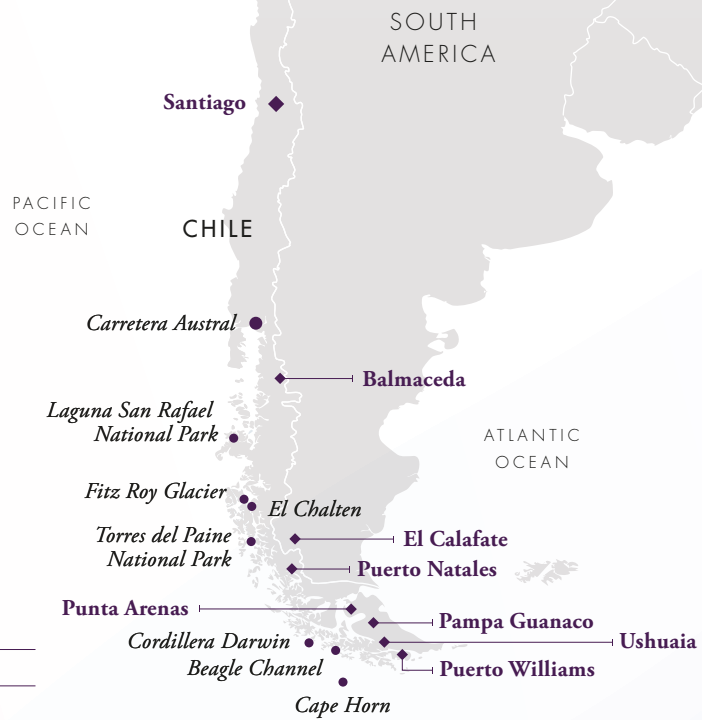 SOUTH
AMERICA
Santiago
PACIFIC
OCEAN
CHILE
Carretera Austral
Balmaceda
Laguna San Rafael
National Park
ATLANTIC
OCEAN
Fitz Roy Glacier
El Chalten
Torres del Paine
National Park
El Calafate
Puerto Natales
Punta Arenas
Pampa Guanaco
Cordillera Darwin
Ushuaia
Beagle Channel
Puerto Williams
Cape Horn